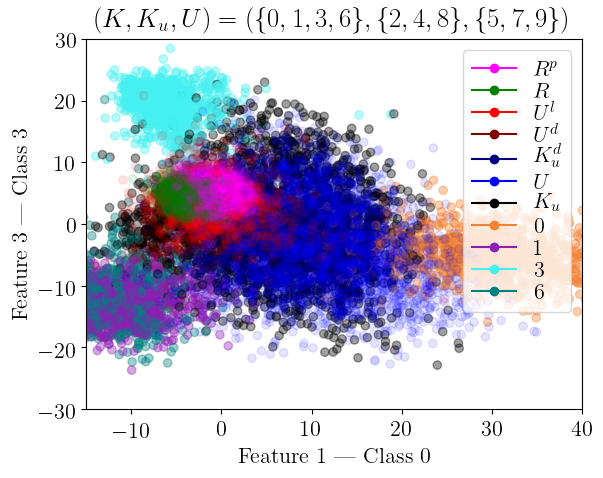 (K, K_u, U) = ({0, 1, 3, 6}, {2, 4, 8}, {5, 7, 9})
Feature 3 — Class 3
30
20
10
0
−10
−20
−30
R^p
R
U^l
U^d
K_u^d
U
K_u
0
1
3
6
−10
0
10
20
30
40
Feature 1 — Class 0